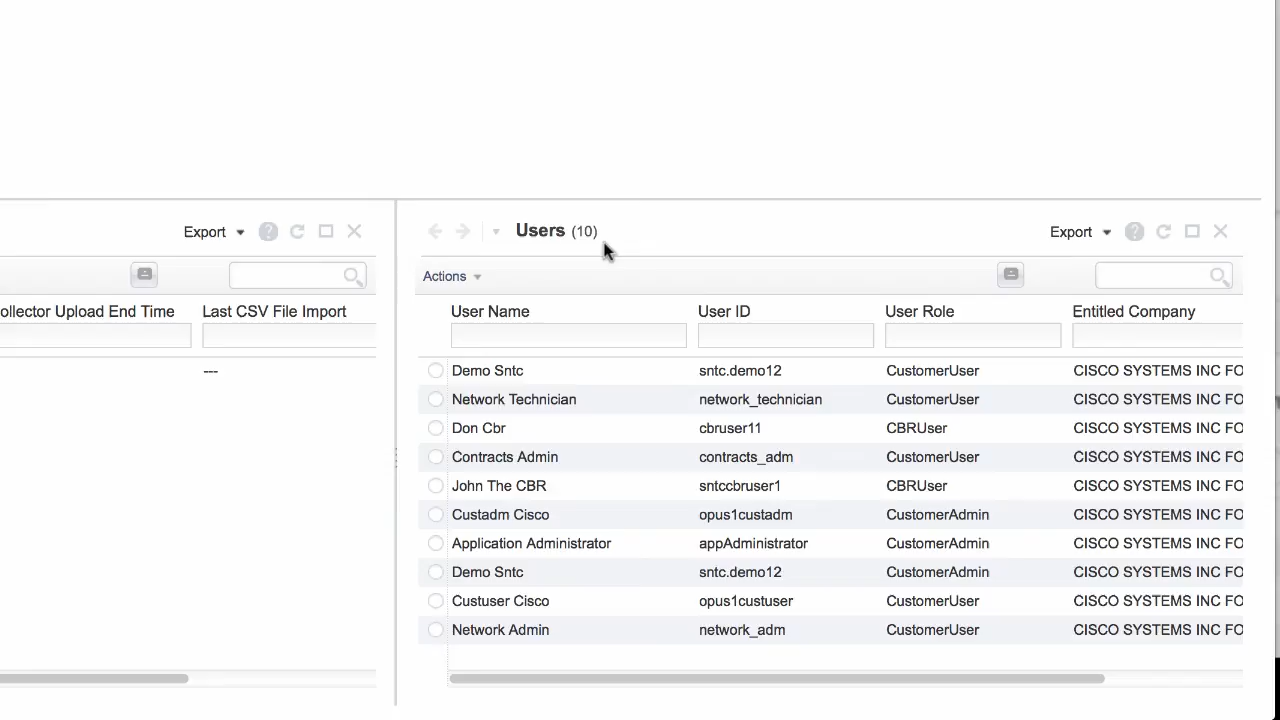 Export
Users (10)
Export
Actions
ollector Upload End Time Last CSV File Import
---
User Name User ID User Role Entitled Company
Demo Sntc sntc.demo12 CustomerUser CISCO SYSTEMS INC FO
Network Technician network_technician CustomerUser CISCO SYSTEMS INC FO
Don Cbr cbruser11 CBRUser CISCO SYSTEMS INC FO
Contracts Admin contracts_adm CustomerUser CISCO SYSTEMS INC FO
John The CBR sntccbruser1 CBRUser CISCO SYSTEMS INC FO
Custadm Cisco opus1custadm CustomerAdmin CISCO SYSTEMS INC FO
Application Administrator appAdministrator CustomerAdmin CISCO SYSTEMS INC FO
Demo Sntc sntc.demo12 CustomerAdmin CISCO SYSTEMS INC FO
Custuser Cisco opus1custuser CustomerUser CISCO SYSTEMS INC FO
Network Admin network_adm CustomerUser CISCO SYSTEMS INC FO